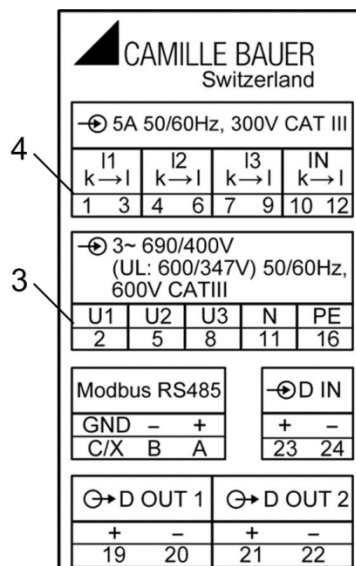 CAMILLE BAUER
Switzerland
5A 50/60Hz, 300V CAT III
4
I1 I2 I3 IN
k→l k→l k→l k→l
1 3 4 6 7 9 10 12
3~ 690/400V
(UL: 600/347V) 50/60Hz,
600V CATIII
3
U1 U2 U3 N PE
2 5 8 11 16
Modbus RS485
GND – +
C/X B A
D IN
+ –
23 24
D OUT 1 D OUT 2
+ – + –
19 20 21 22